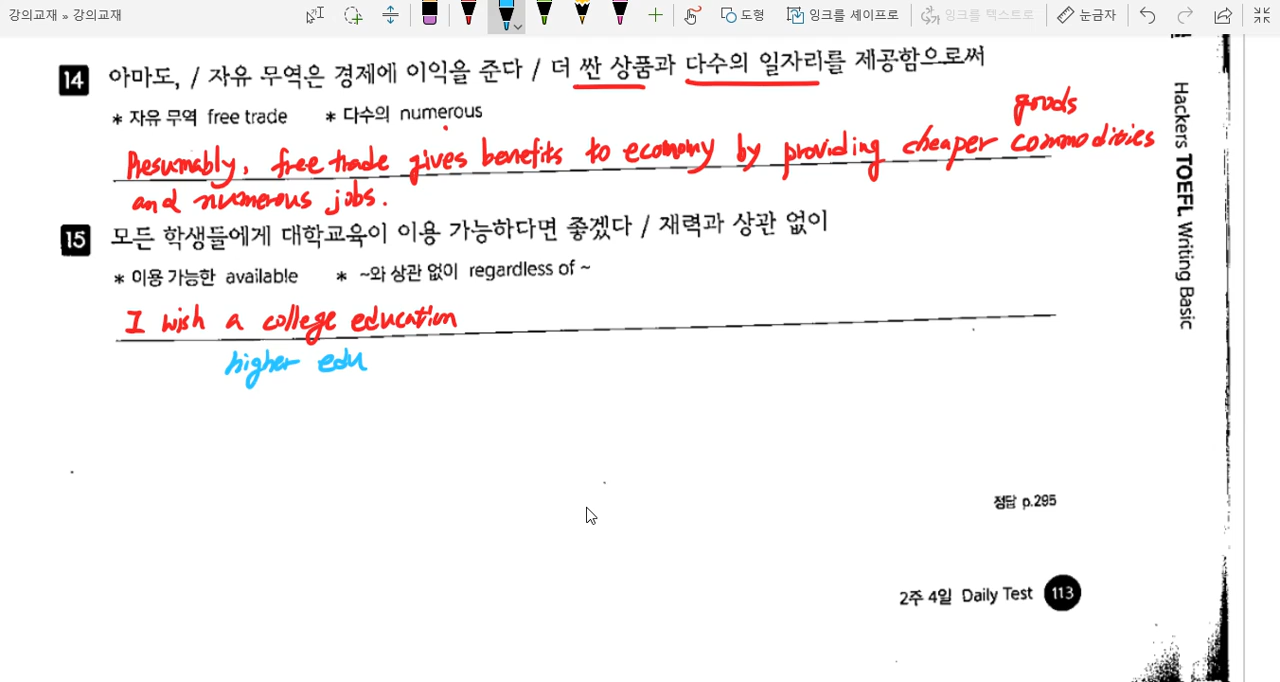 강의교재 » 강의교재
도형
잉크를 셰이프로
잉크를 텍스트로
눈금자
14 아마도, / 자유 무역은 경제에 이익을 준다 / 더 싼 상품과 다수의 일자리를 제공함으로써
* 자유 무역 free trade * 다수의 numerous
goods
Presumably, free trade gives benefits to economy by providing cheaper commodities
and numerous jobs.
15 모든 학생들에게 대학교육이 이용 가능하다면 좋겠다 / 재력과 상관 없이
* 이용 가능한 available * ~와 상관 없이 regardless of ~
I wish a college education
higher edu
정답 p.295
2주 4일 Daily Test 113
Hackers TOEFL Writing Basic